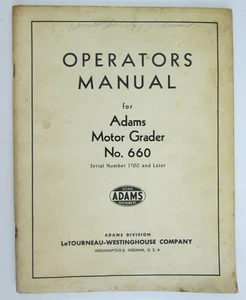 OPERATORS
MANUAL
for
Adams
Motor Grader
No. 660
Serial Number 1700 and Later
ADAMS
ADAMS DIVISION
LeTOURNEAU-WESTINGHOUSE COMPANY
INDIANAPOLIS 6, INDIANA, U. S. A.